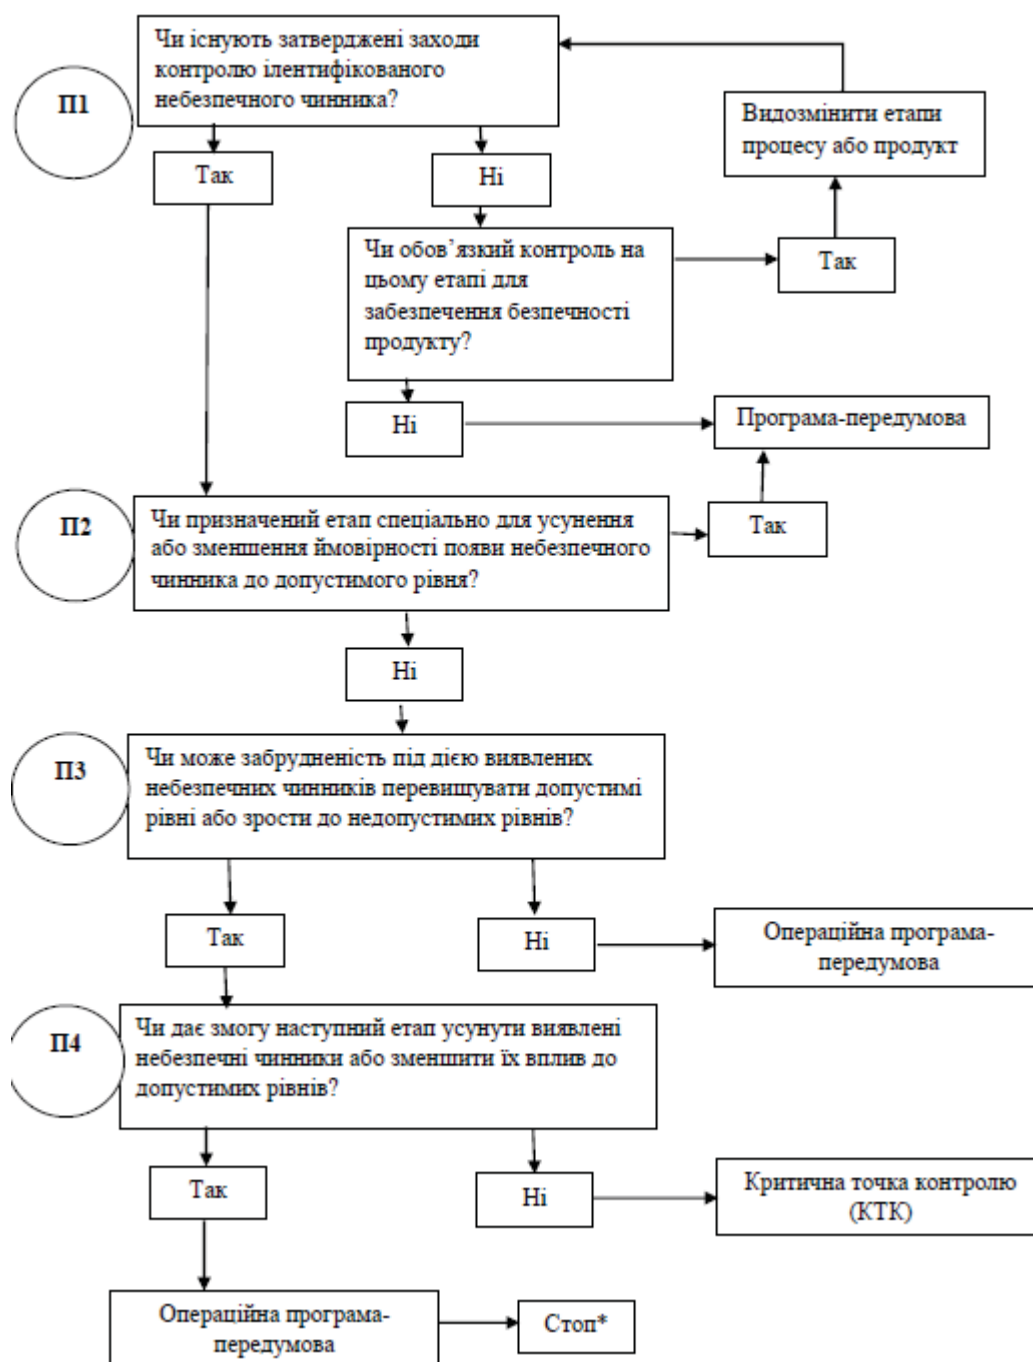 Чи існують затверджені заходи
контролю ілентифікованого
небезпечного чинника?
П1
Видозмінити етапи
процесу або продукт
Так
Ні
Чи обов’язкий контроль на
цьому етапі для
забезпечення безпечності
продукту?
Так
Ні
Програма-передумова
П2
Чи призначений етап спеціально для усунення
або зменшення ймовірності появи небезпечного
чинника до допустимого рівня?
Так
Ні
П3
Чи може забрудненість під дією виявлених
небезпечних чинників перевищувати допустимі
рівні або зрости до недопустимих рівнів?
Так
Ні
Операційна програма-
передумова
П4
Чи дає змогу наступний етап усунути виявлені
небезпечні чинники або зменшити їх вплив до
допустимих рівнів?
Так
Ні
Критична точка контролю
(КТК)
Операційна програма-
передумова
Стоп*